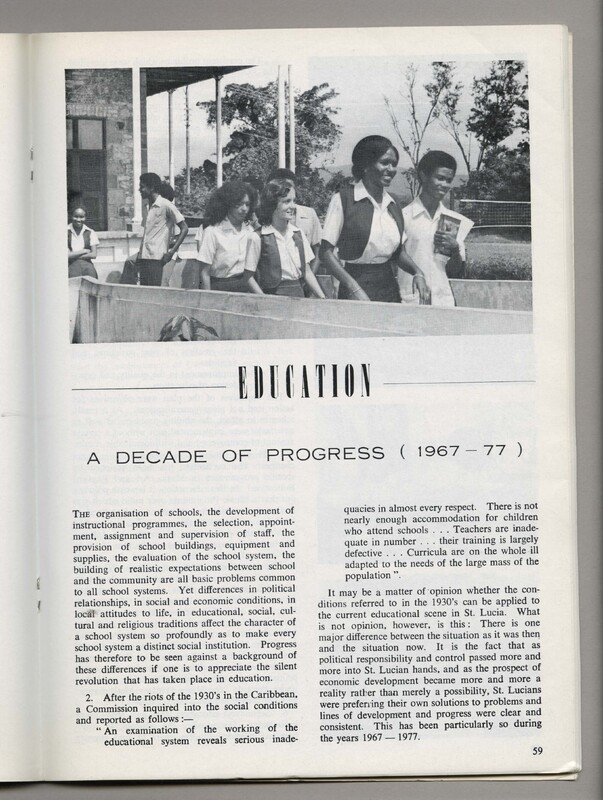 EDUCATION
A DECADE OF PROGRESS ( 1967 – 77 )
THE organisation of schools, the development of
instructional programmes, the selection, appoint-
ment, assignment and supervision of staff, the
provision of school buildings, equipment and
supplies, the evaluation of the school system, the
building of realistic expectations between school
and the community are all basic problems common
to all school systems. Yet differences in political
relationships, in social and economic conditions, in
local attitudes to life, in educational, social, cul-
tural and religious traditions affect the character of
a school system so profoundly as to make every
school system a distinct social institution. Progress
has therefore to be seen against a background of
these differences if one is to appreciate the silent
revolution that has taken place in education.
2. After the riots of the 1930's in the Caribbean,
a Commission inquired into the social conditions
and reported as follows :—
“ An examination of the working of the
educational system reveals serious inade-
quacies in almost every respect. There is not
nearly enough accommodation for children
who attend schools . . . Teachers are inade-
quate in number . . . their training is largely
defective . . . Curricula are on the whole ill
adapted to the needs of the large mass of the
population ”.
It may be a matter of opinion whether the con-
ditions referred to in the 1930's can be applied to
the current educational scene in St. Lucia. What
is not opinion, however, is this : There is one
major difference between the situation as it was then
and the situation now. It is the fact that as
political responsibility and control passed more and
more into St. Lucian hands, and as the prospect of
economic development became more and more a
reality rather than merely a possibility, St. Lucians
were preferring their own solutions to problems and
lines of development and progress were clear and
consistent. This has been particularly so during
the years 1967 — 1977.
59